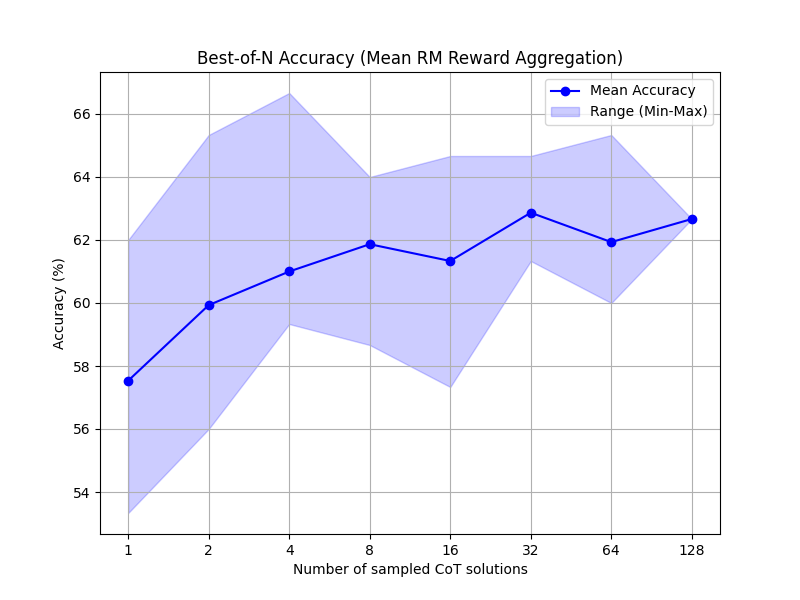 Best-of-N Accuracy (Mean RM Reward Aggregation)
Mean Accuracy
Range (Min-Max)
Accuracy (%)
66
64
62
60
58
56
54
1 2 4 8 16 32 64 128
Number of sampled CoT solutions